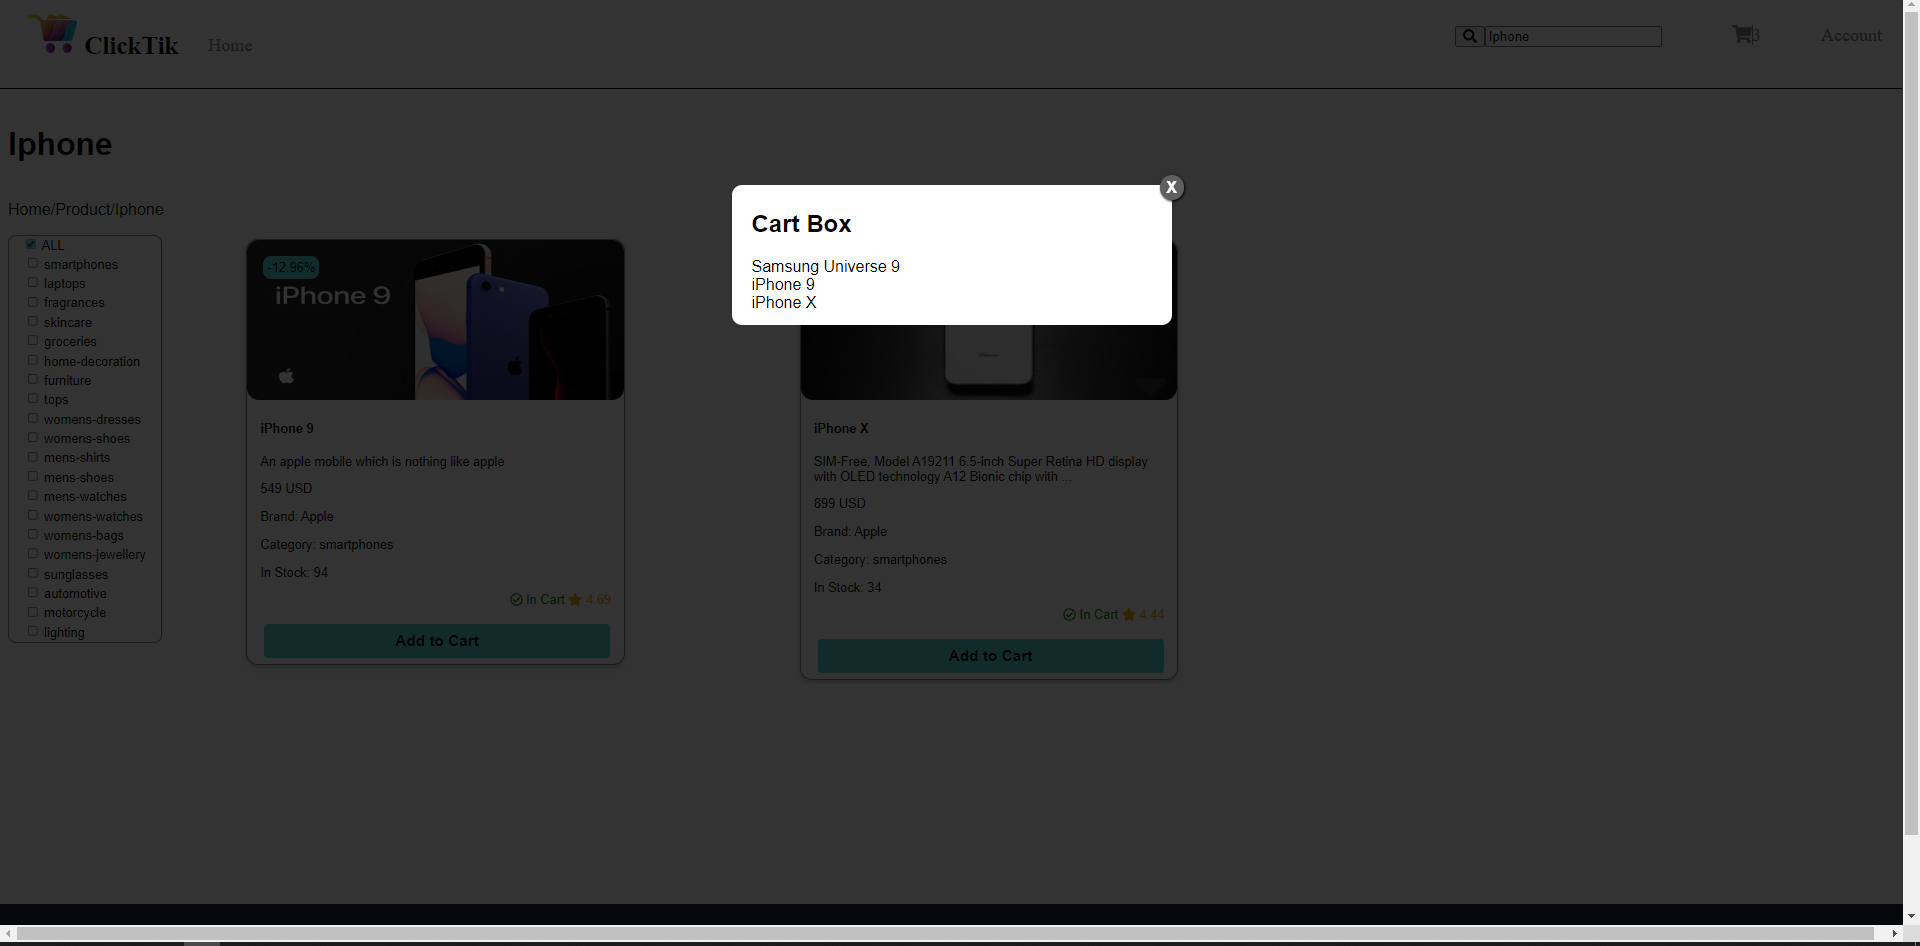 ClickTik
Home
Iphone
3
Account
Iphone
Home/Product/Iphone
ALL
smartphones
laptops
fragrances
skincare
groceries
home-decoration
furniture
tops
womens-dresses
womens-shoes
mens-shirts
mens-shoes
mens-watches
womens-watches
womens-bags
womens-jewellery
sunglasses
automotive
motorcycle
lighting
X
Cart Box
Samsung Universe 9
iPhone 9
iPhone X
-12.96%
iPhone 9
iPhone 9
An apple mobile which is nothing like apple
549 USD
Brand: Apple
Category: smartphones
In Stock: 94
In Cart 4.69
Add to Cart
iPhone X
SIM-Free, Model A19211 6.5-inch Super Retina HD display
with OLED technology A12 Bionic chip with ...
899 USD
Brand: Apple
Category: smartphones
In Stock: 34
In Cart 4.44
Add to Cart